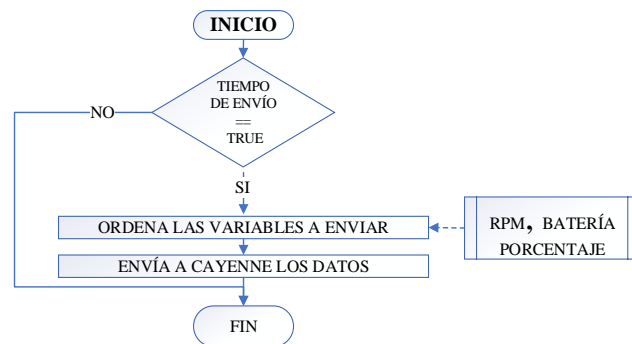 INICIO
TIEMPO
DE ENVÍO
==
TRUE
NO
SI
ORDENA LAS VARIABLES A ENVIAR
RPM, BATERÍA
PORCENTAJE
ENVÍA A CAYENNE LOS DATOS
FIN